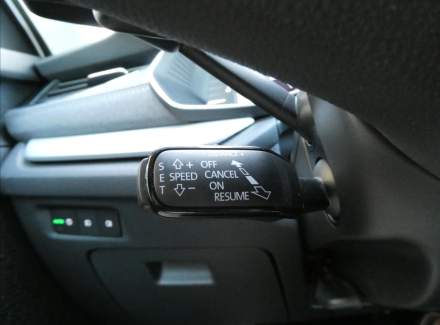 S + OFF
E SPEED CANCEL
T - ON
RESUME